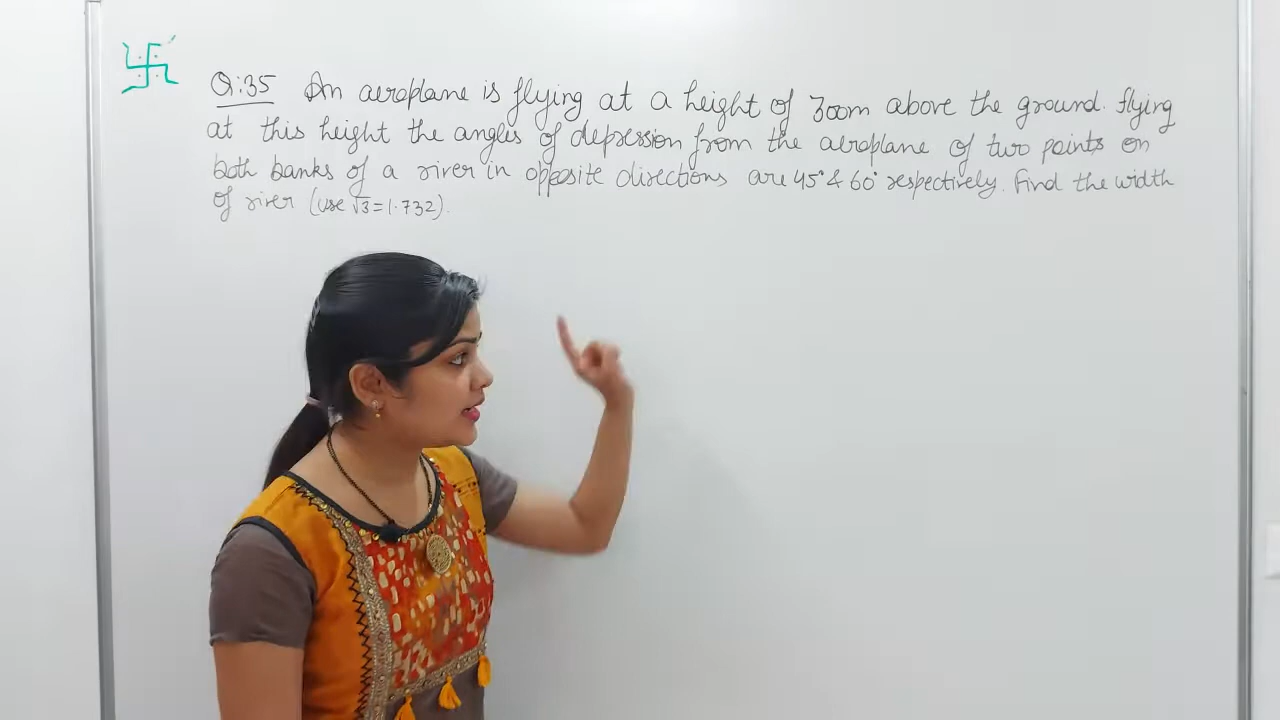 Q:35 An aeroplane is flying at a height of 300m above the ground. Flying
at this height the angles of depression from the aeroplane of two points on
both banks of a river in opposite directions are 45° & 60° respectively. Find the width
of river (use √3=1.732).